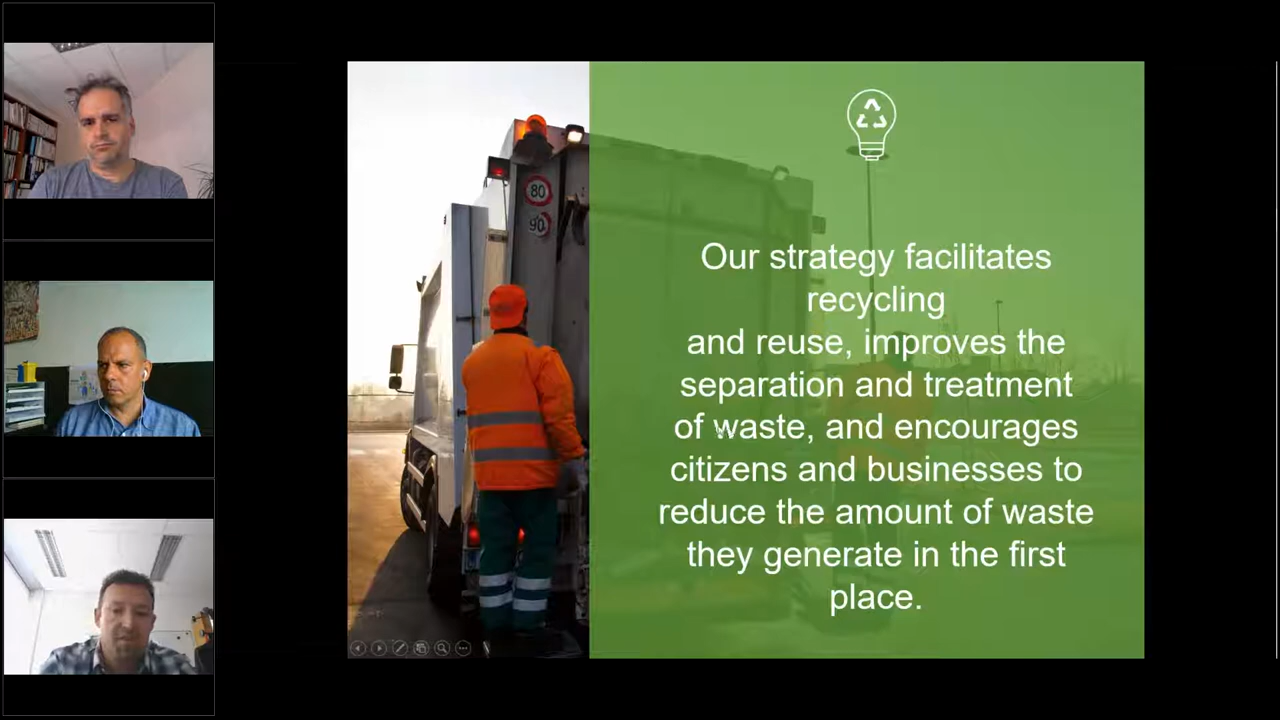 80
90
Our strategy facilitates
recycling
and reuse, improves the
separation and treatment
of waste, and encourages
citizens and businesses to
reduce the amount of waste
they generate in the first
place.